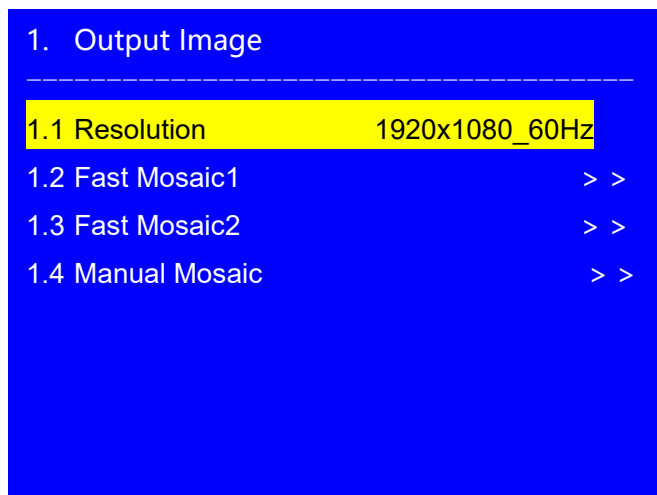 1. Output Image
1.1 Resolution 1920x1080_60Hz
1.2 Fast Mosaic1 > >
1.3 Fast Mosaic2 > >
1.4 Manual Mosaic > >